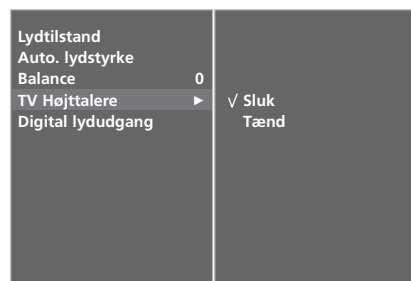 Lydtilstand
Auto. lydstyrke
Balance 0
TV Højttalere ►
√ Sluk
Tænd
Digital lydudgang